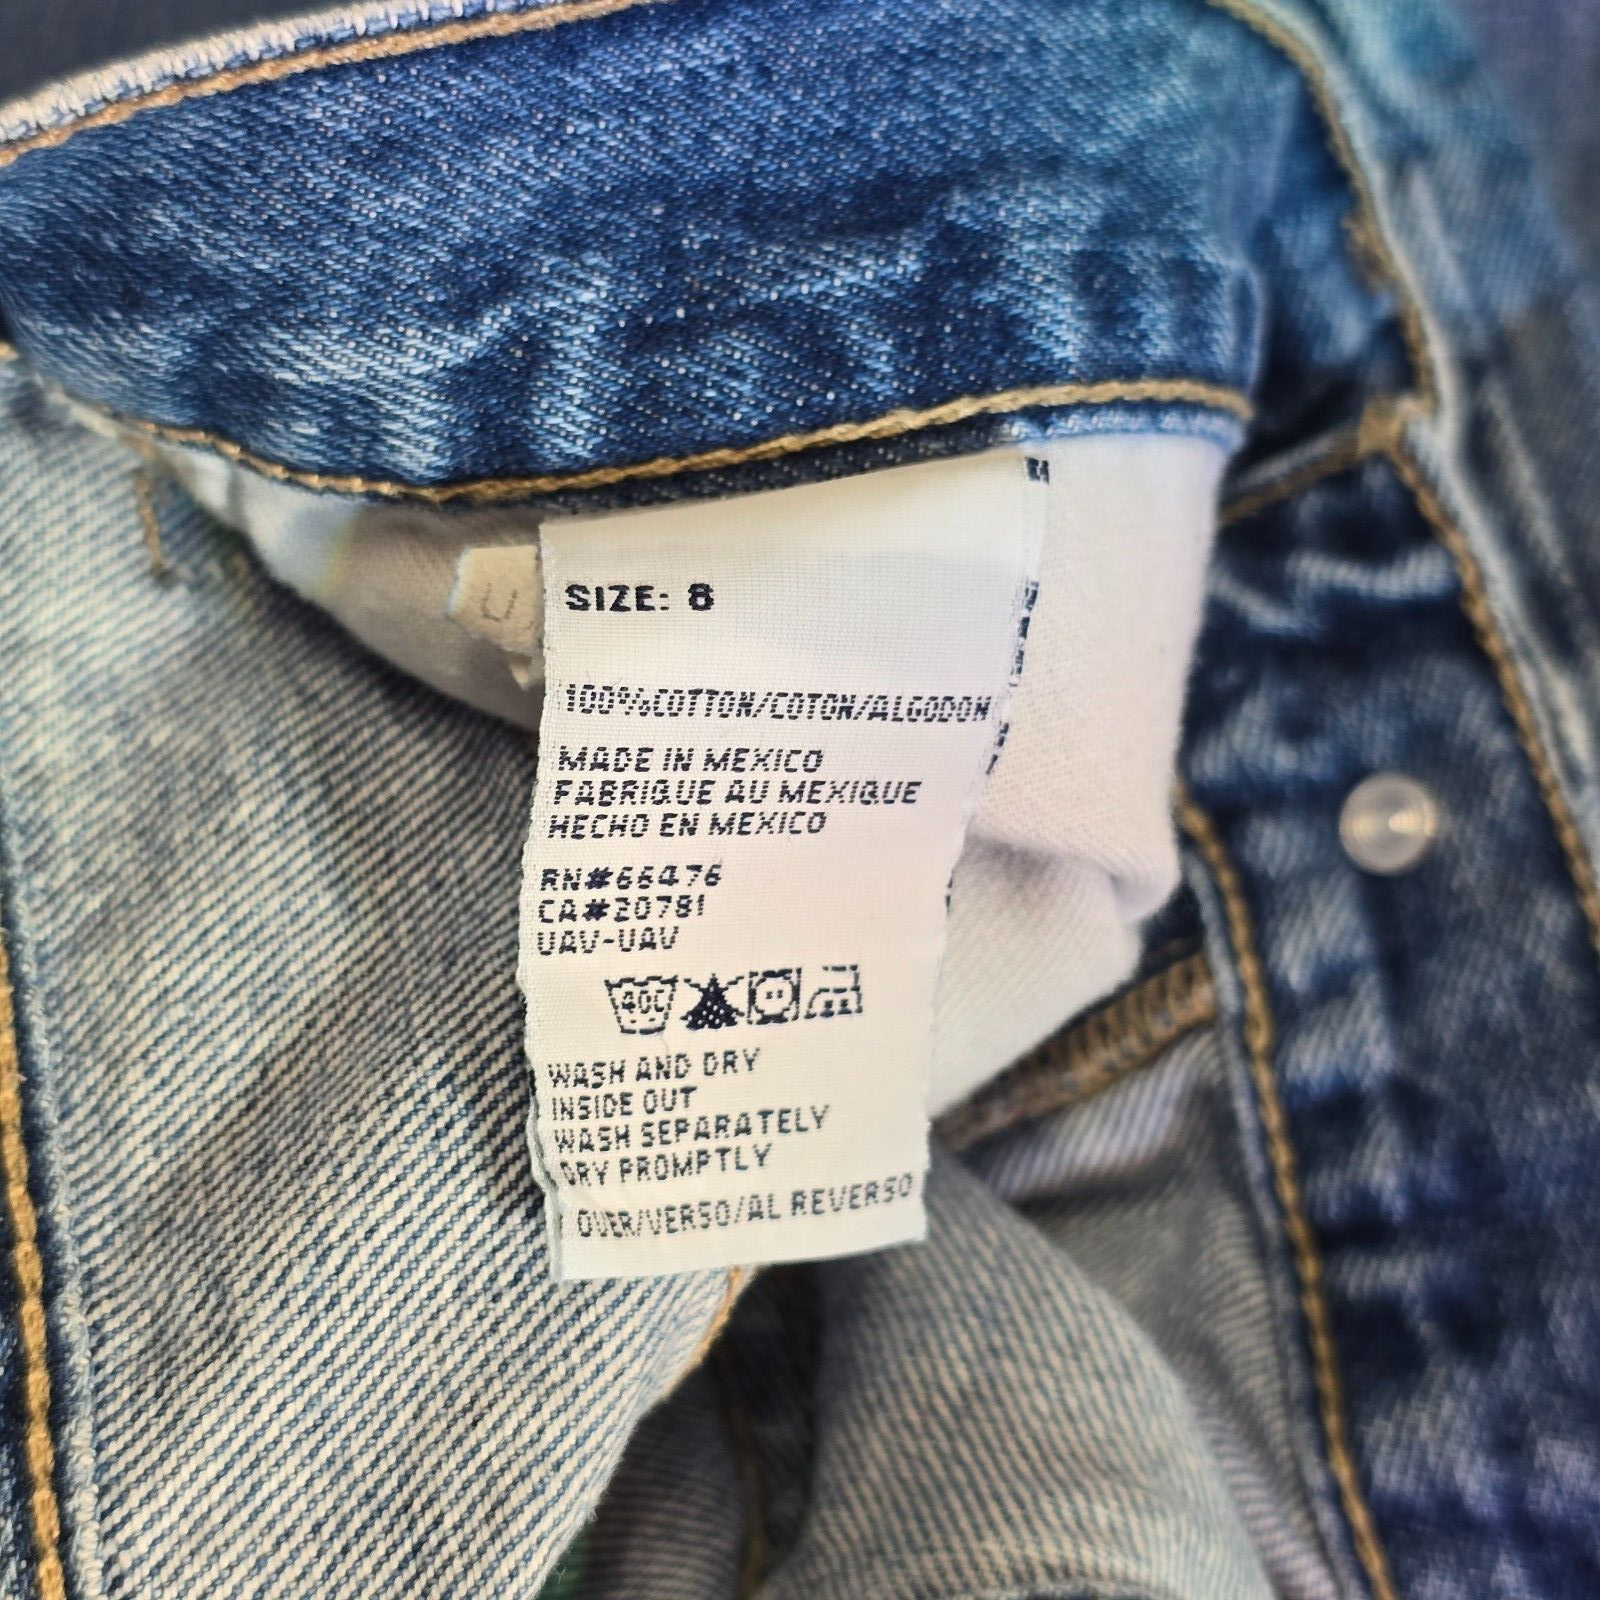 SIZE: 8
100%COTTON/COTON/ALGODON
MADE IN MEXICO
FABRIQUE AU MEXIQUE
HECHO EN MEXICO
RN#66476
CA#20781
UAV-UAV
40C
WASH AND DRY
INSIDE OUT
WASH SEPARATELY
DRY PROMPTLY
OVER/VERSO/AL REVERSO